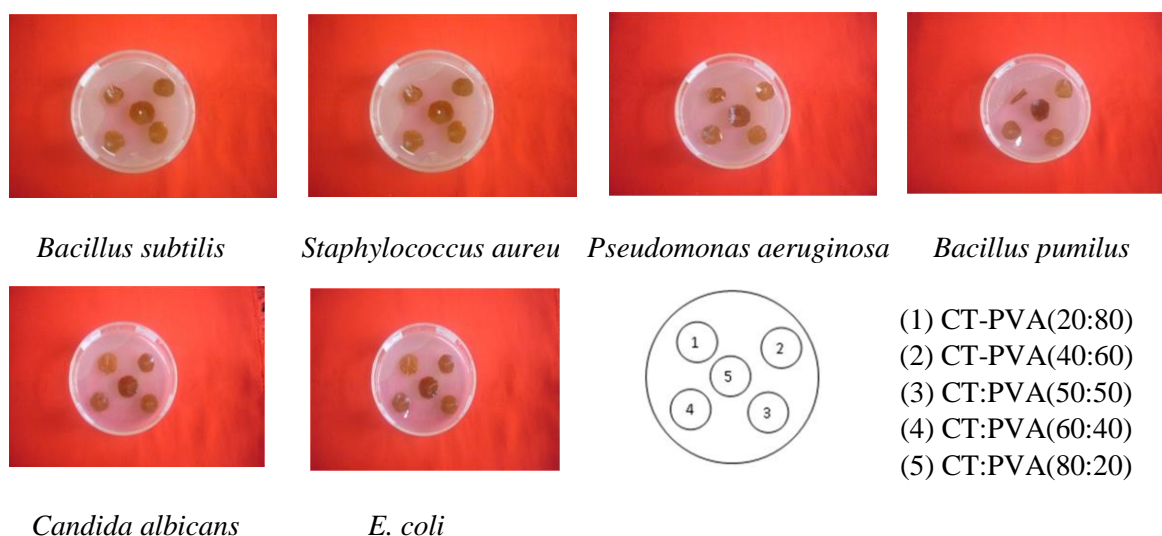 Bacillus subtilis
Staphylococcus aureu
Pseudomonas aeruginosa
Bacillus pumilus
Candida albicans
E. coli
1
2
5
4
3
(1) CT-PVA(20:80)
(2) CT-PVA(40:60)
(3) CT:PVA(50:50)
(4) CT:PVA(60:40)
(5) CT:PVA(80:20)